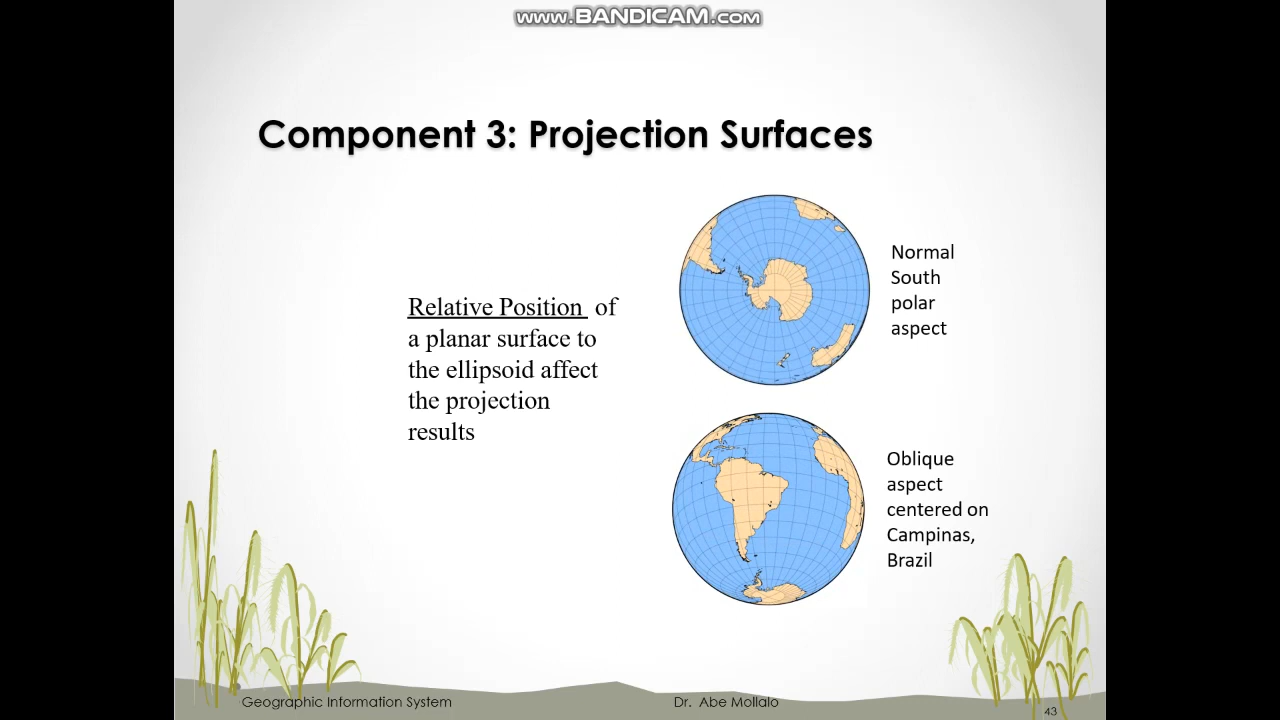 www.BANDICAM.com
Component 3: Projection Surfaces
Relative Position of
a planar surface to
the ellipsoid affect
the projection
results
Normal
South
polar
aspect
Oblique
aspect
centered on
Campinas,
Brazil
Geographic Information System
Dr. Abe Mollalo
43